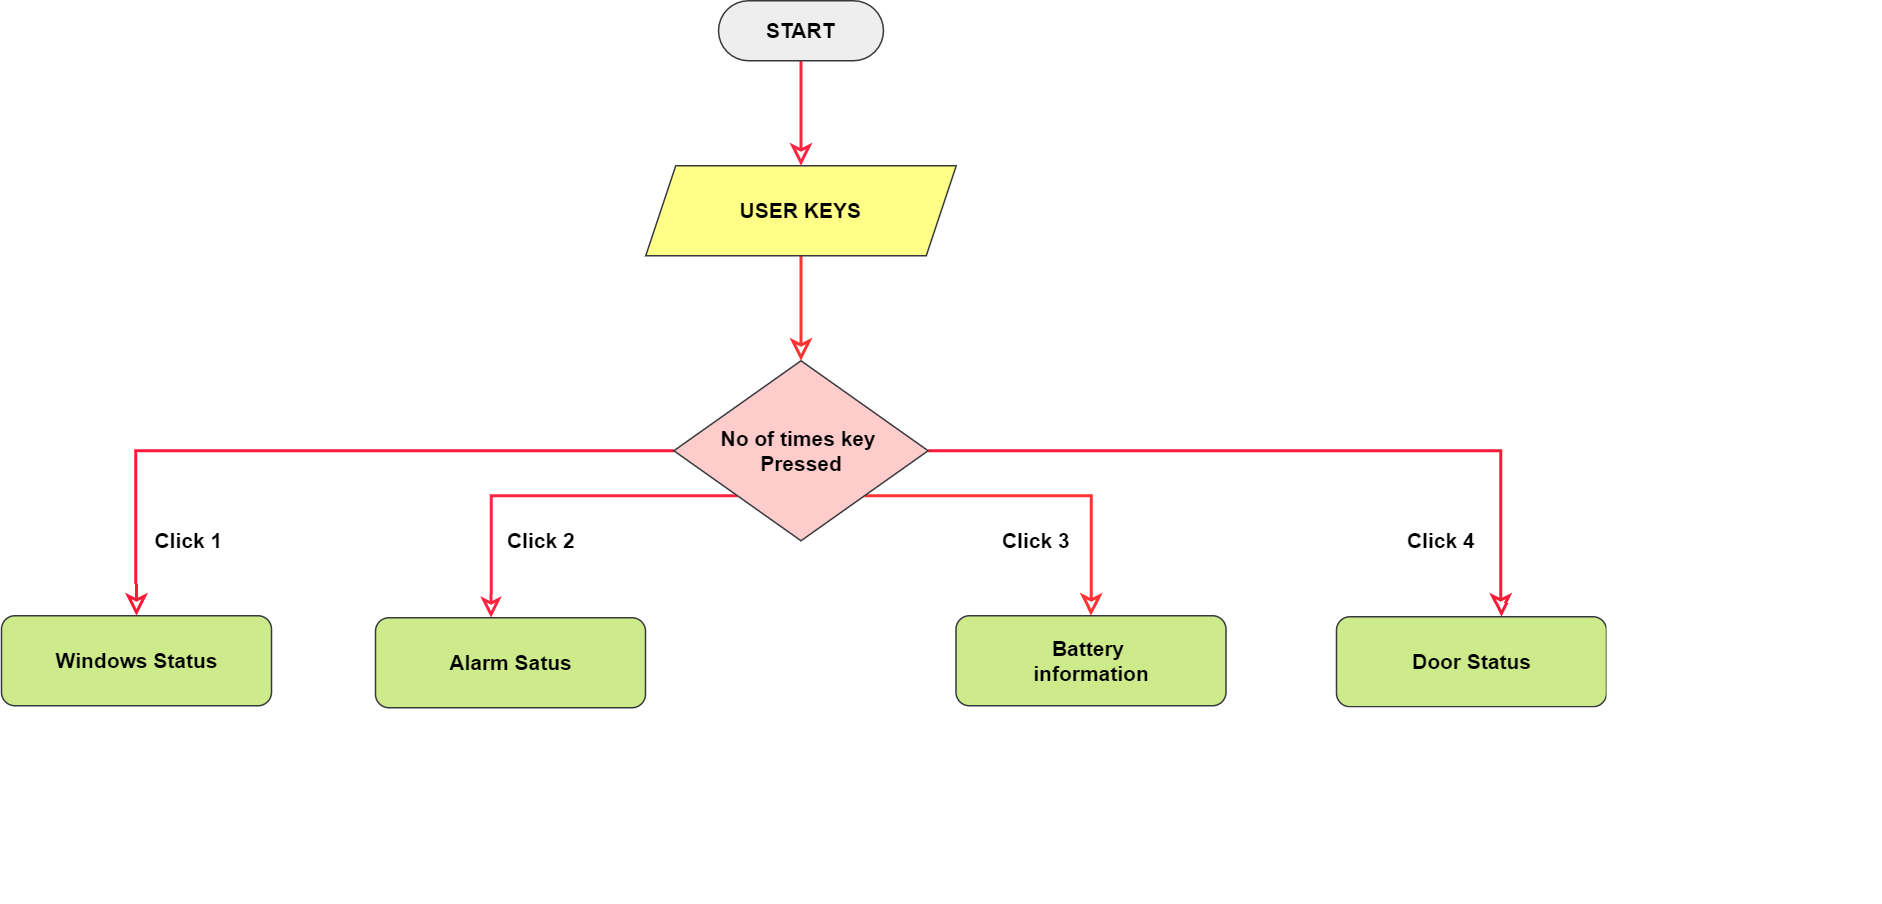 START
USER KEYS
No of times key
Pressed
Click 1
Click 2
Click 3
Click 4
Windows Status
Alarm Satus
Battery
information
Door Status